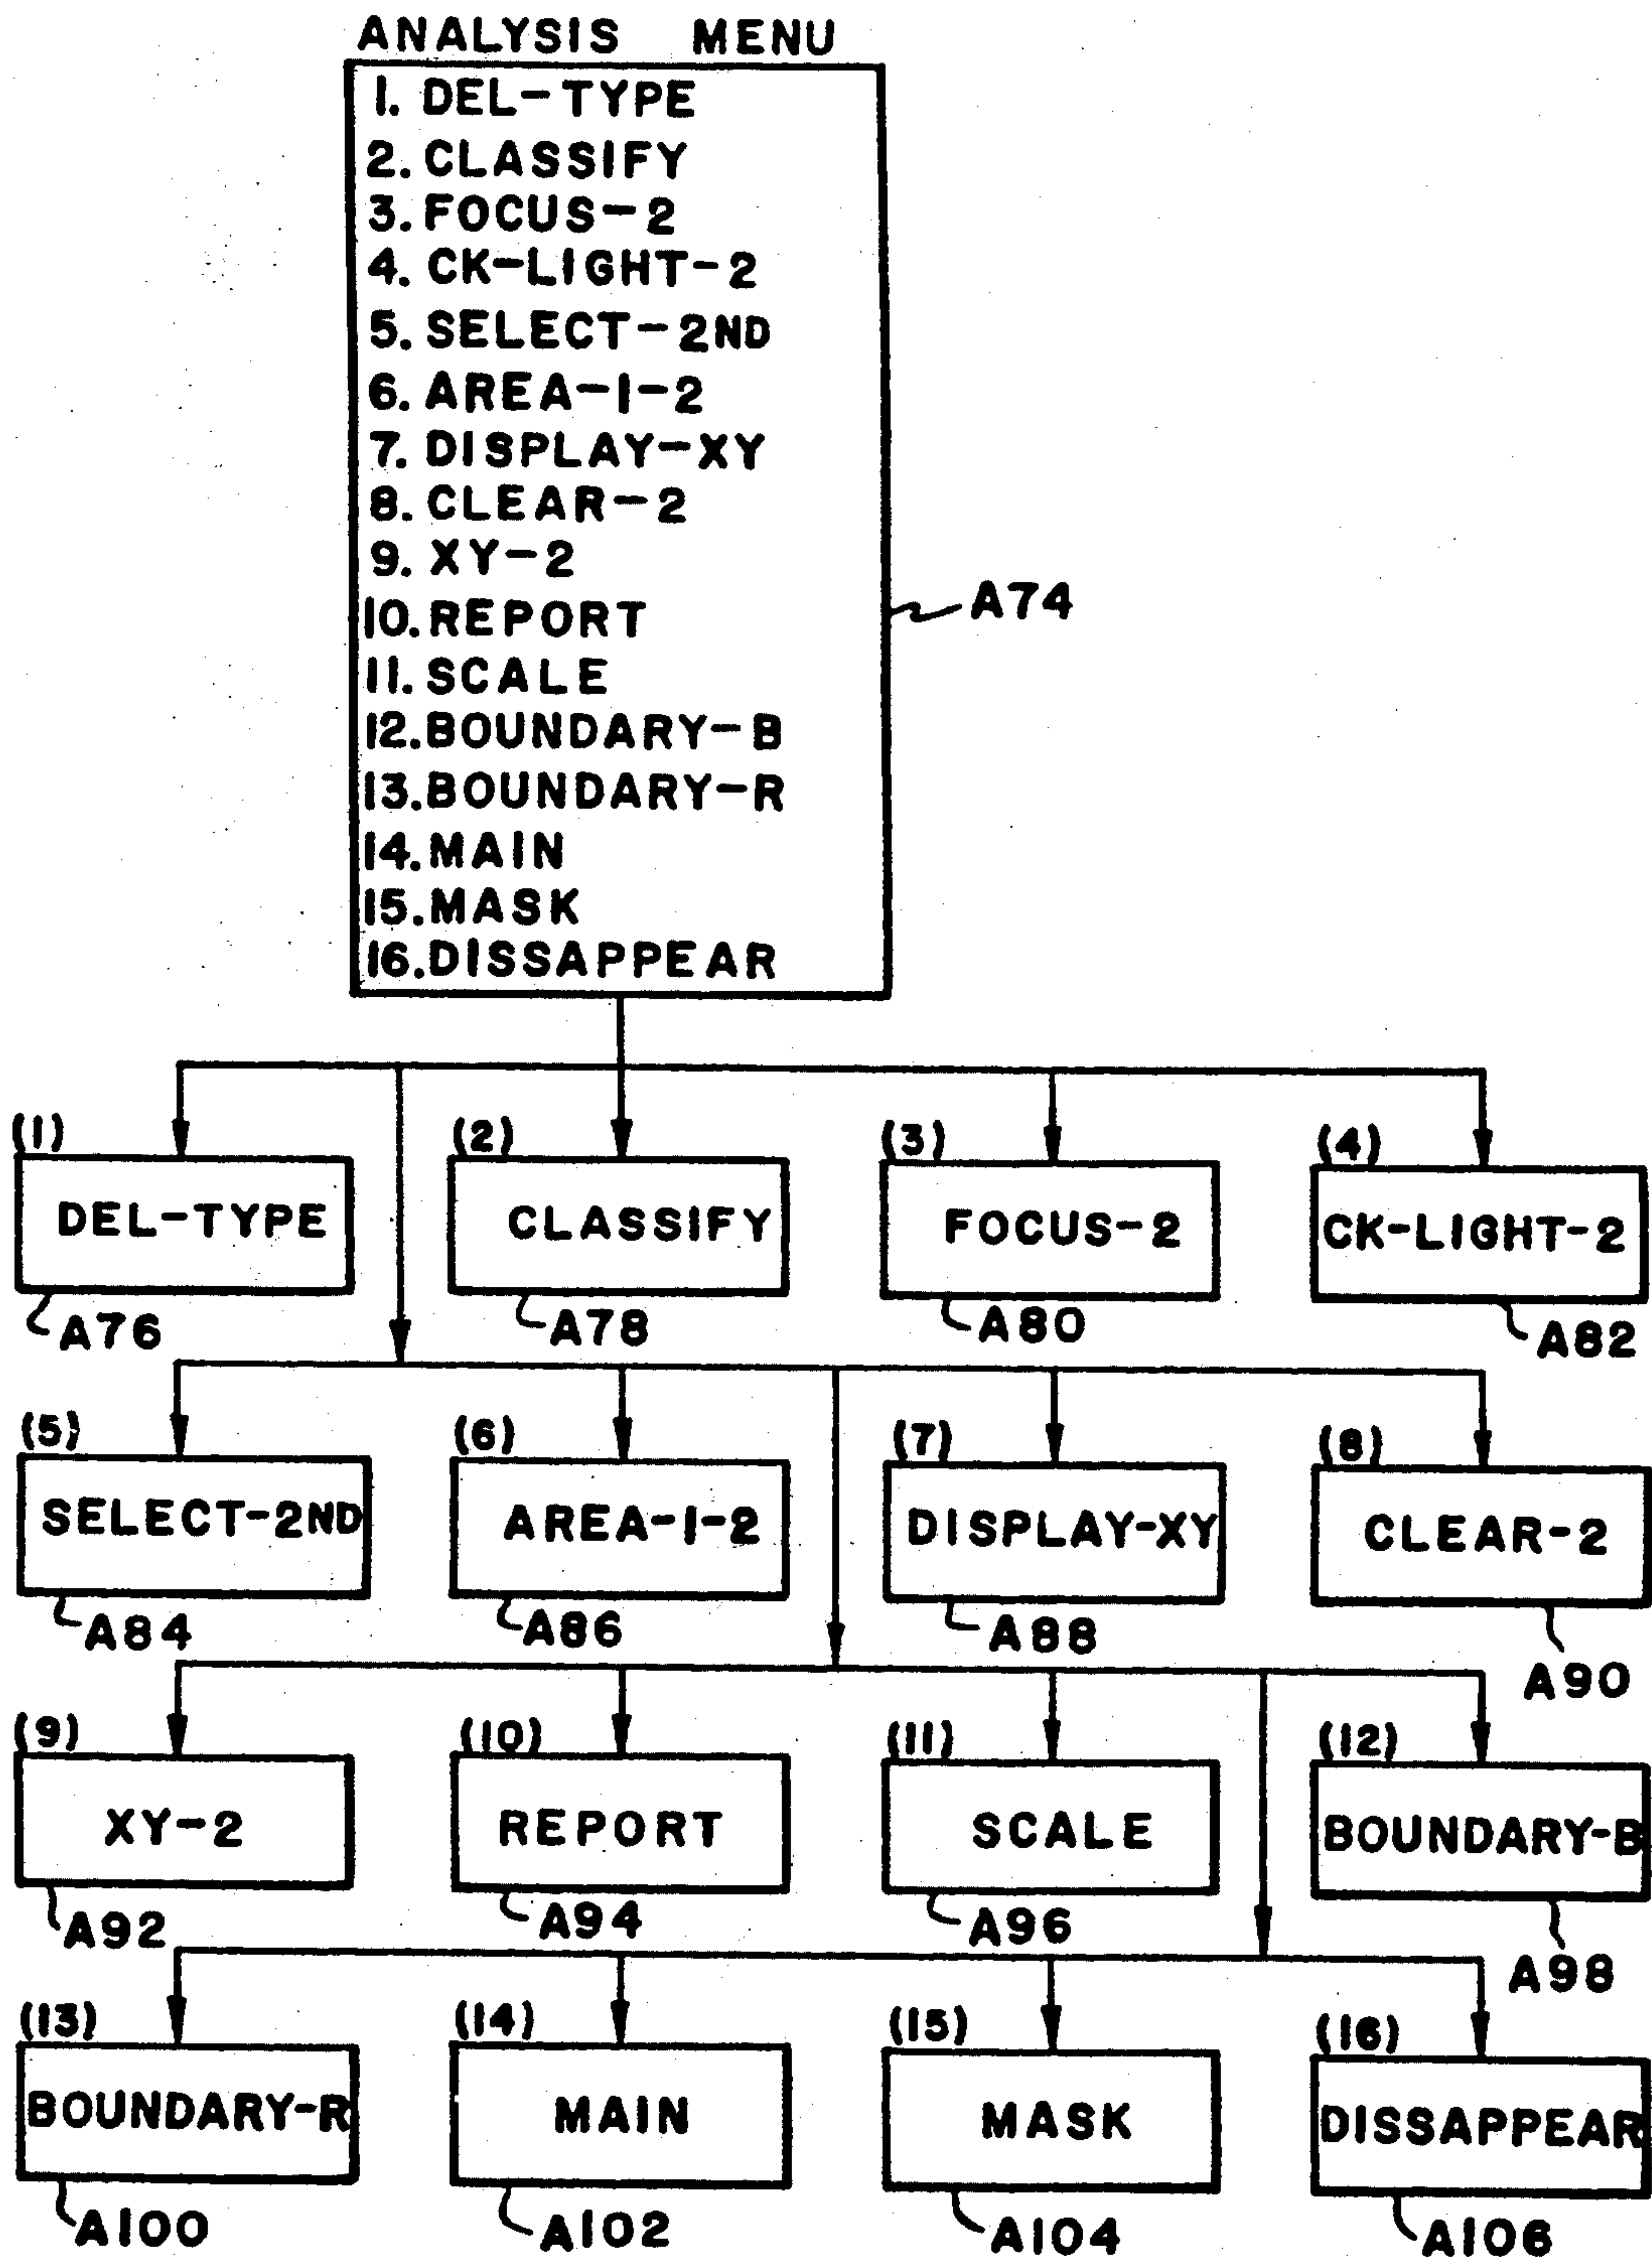 ANALYSIS MENU
1. DEL-TYPE
2. CLASSIFY
3. FOCUS-2
4. CK-LIGHT-2
5. SELECT-2ND
6. AREA-1-2
7. DISPLAY-XY
8. CLEAR-2
9. XY-2
10. REPORT
11. SCALE
12. BOUNDARY-B
13. BOUNDARY-R
14. MAIN
15. MASK
16. DISSAPPEAR
A74
(1) (2) (3) (4)
DEL-TYPE CLASSIFY FOCUS-2 CK-LIGHT-2
A76 A78 A80 A82
(5) (6) (7) (8)
SELECT-2ND AREA-1-2 DISPLAY-XY CLEAR-2
A84 A86 A88 A90
(9) (10) (11) (12)
XY-2 REPORT SCALE BOUNDARY-B
A92 A94 A96 A98
(13) (14) (15) (16)
BOUNDARY-R MAIN MASK DISSAPPEAR
A100 A102 A104 A106